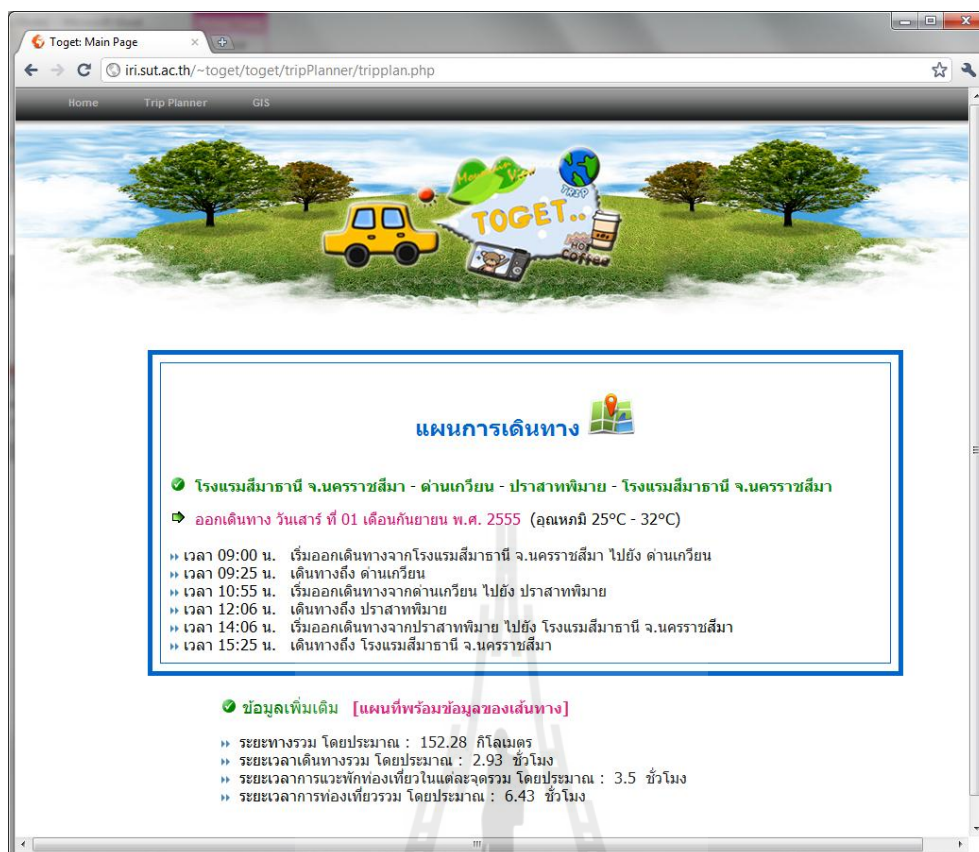 Toget: Main Page
iri.sut.ac.th/~toget/toget/tripPlanner/tripplan.php
Home Trip Planner GIS
Mountain View
TRIP
TOGET..
HOT
Coffee
แผนการเดินทาง
โรงแรมสีมาธานี จ.นครราชสีมา - ด่านเกวียน - ปราสาทพิมาย - โรงแรมสีมาธานี จ.นครราชสีมา
ออกเดินทาง วันเสาร์ ที่ 01 เดือนกันยายน พ.ศ. 2555 (อุณหภมิ 25°C - 32°C)
เวลา 09:00 น. เริ่มออกเดินทางจากโรงแรมสีมาธานี จ.นครราชสีมา ไปยัง ด่านเกวียน
เวลา 09:25 น. เดินทางถึง ด่านเกวียน
เวลา 10:55 น. เริ่มออกเดินทางจากด่านเกวียน ไปยัง ปราสาทพิมาย
เวลา 12:06 น. เดินทางถึง ปราสาทพิมาย
เวลา 14:06 น. เริ่มออกเดินทางจากปราสาทพิมาย ไปยัง โรงแรมสีมาธานี จ.นครราชสีมา
เวลา 15:25 น. เดินทางถึง โรงแรมสีมาธานี จ.นครราชสีมา
ข้อมูลเพิ่มเติม [แผนที่พร้อมข้อมูลของเส้นทาง]
ระยะทางรวม โดยประมาณ : 152.28 กิโลเมตร
ระยะเวลาเดินทางรวม โดยประมาณ : 2.93 ชั่วโมง
ระยะเวลาการแวะพักท่องเที่ยวในแต่ละจุดรวม โดยประมาณ : 3.5 ชั่วโมง
ระยะเวลาการท่องเที่ยวรวม โดยประมาณ : 6.43 ชั่วโมง